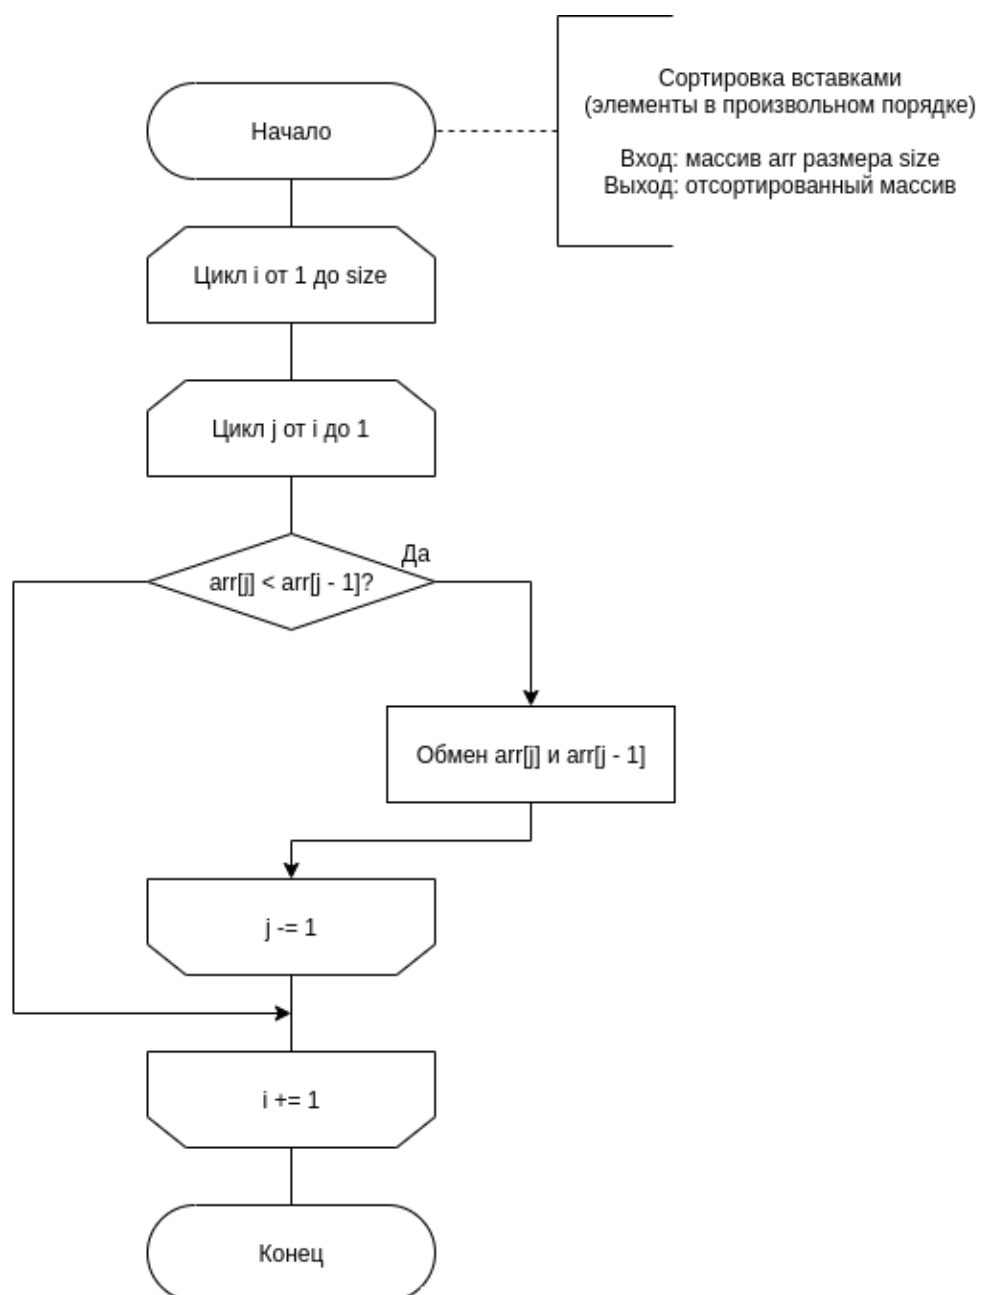 Сортировка вставками
(элементы в произвольном порядке)
Вход: массив arr размера size
Выход: отсортированный массив
Начало
Цикл i от 1 до size
Цикл j от i до 1
Да
arr[j] < arr[j - 1]?
Обмен arr[j] и arr[j - 1]
j -= 1
i += 1
Конец